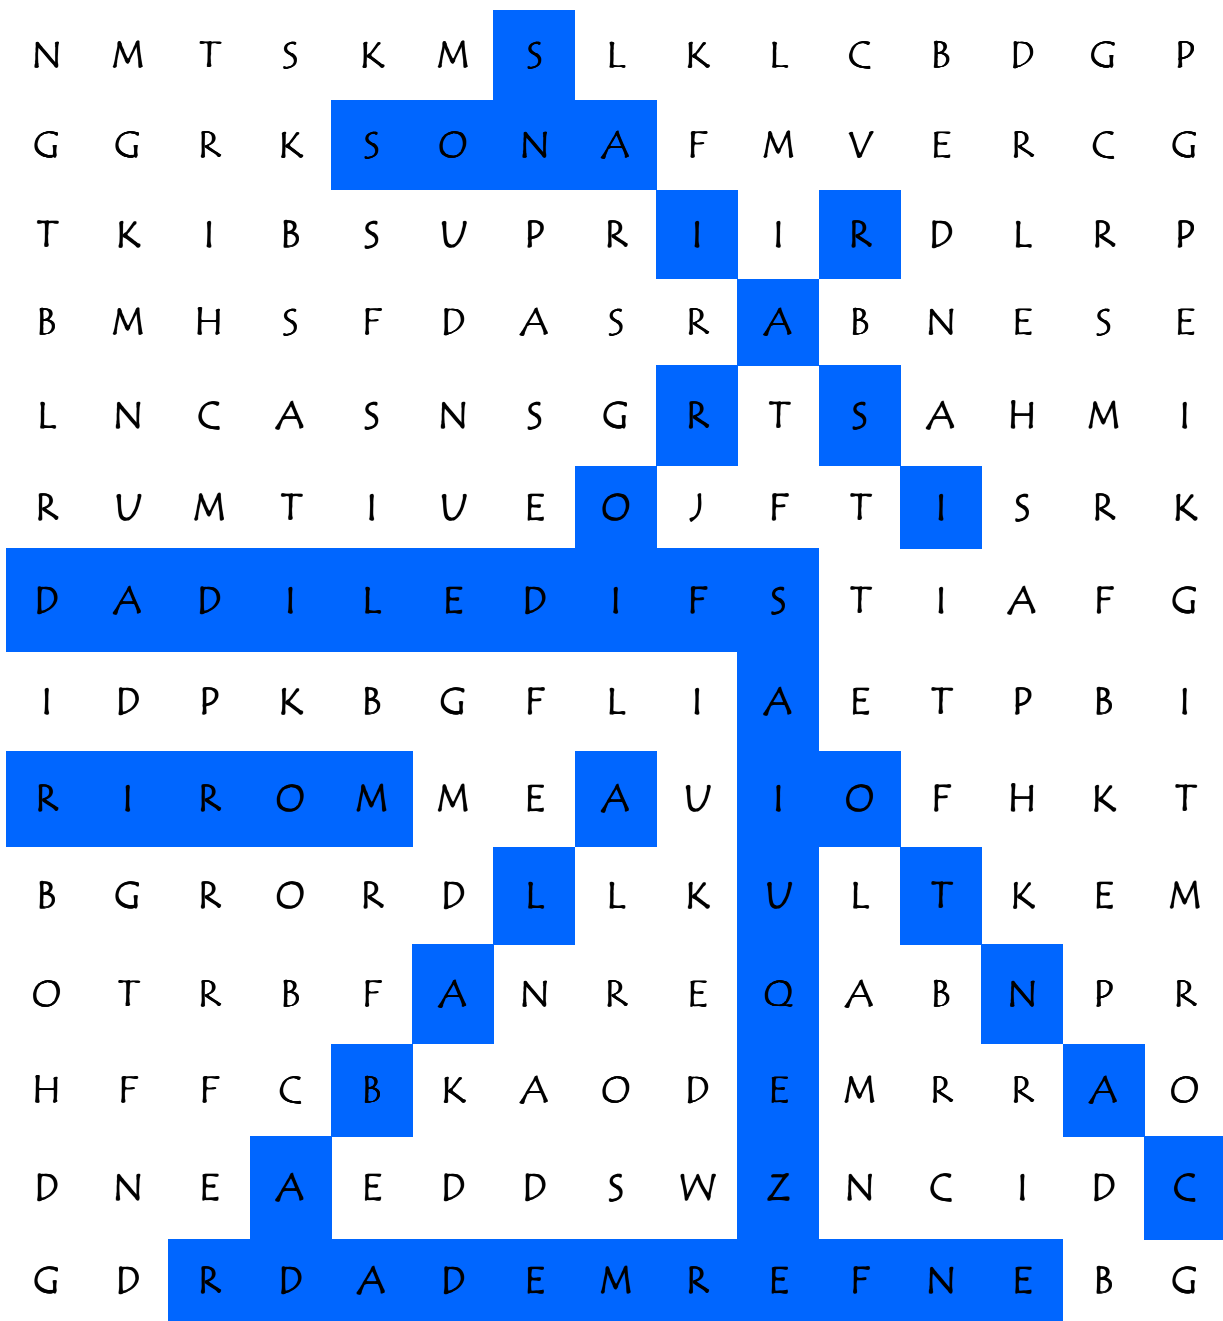 N M T S K M S L K L C B D G P
G G R K S O N A F M V E R C G
T K I B S U P R I I R D L R P
B M H S F D A S R A B N E S E
L N C A S N S G R T S A H M I
R U M T I U E O J F T I S R K
D A D I L E D I F S T I A F G
I D P K B G F L I A E T P B I
R I R O M M E A U I O F H K T
B G R O R D L L K U L T K E M
O T R B F A N R E Q A B N P R
H F F C B K A O D E M R R A O
D N E A E D D S W Z N C I D C
G D R D A D E M R E F N E B G